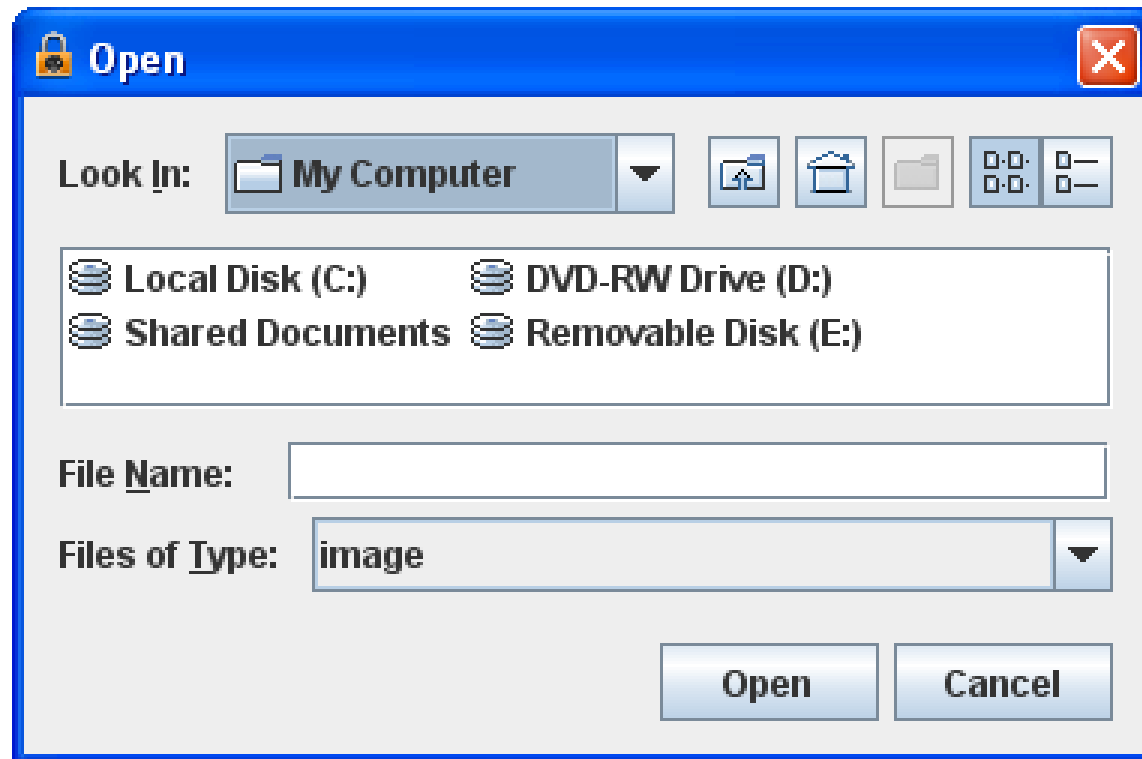 Open
Look In: My Computer
Local Disk (C:) DVD-RW Drive (D:)
Shared Documents Removable Disk (E:)
File Name:
Files of Type: image
Open Cancel